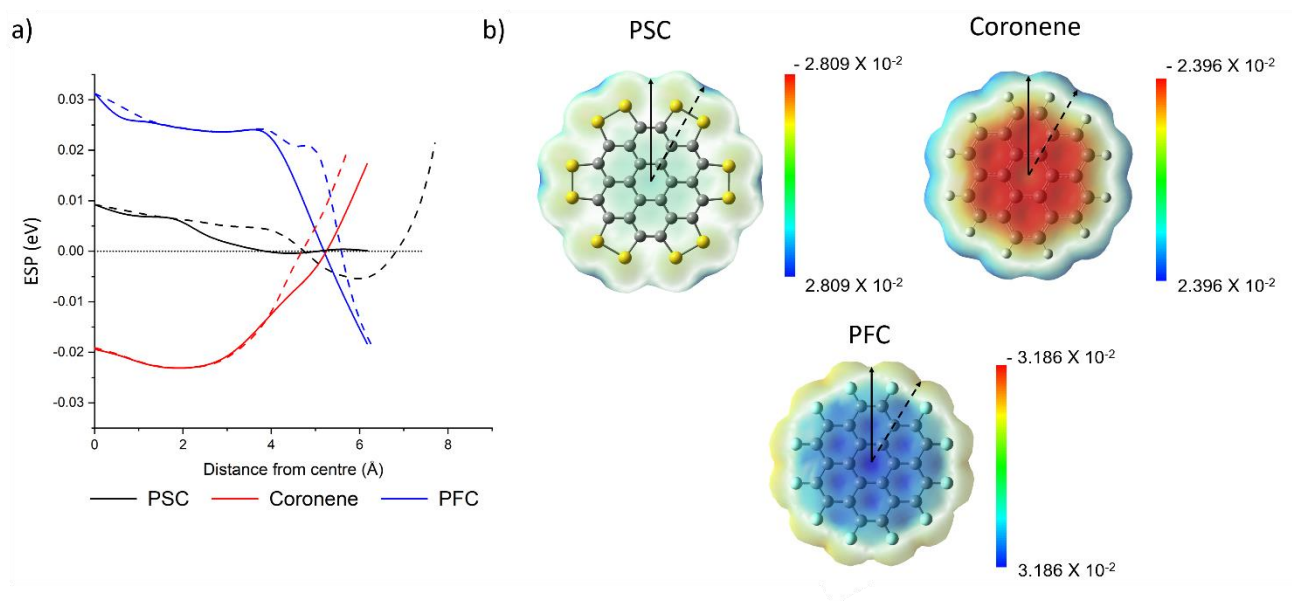 a)
0.03
0.02
0.01
0.00
-0.01
-0.02
-0.03
ESP (eV)
0
2
4
6
8
Distance from centre (Å)
PSC
Coronene
PFC
b)
PSC
- 2.809 X 10-2
2.809 X 10-2
Coronene
- 2.396 X 10-2
2.396 X 10-2
PFC
- 3.186 X 10-2
3.186 X 10-2